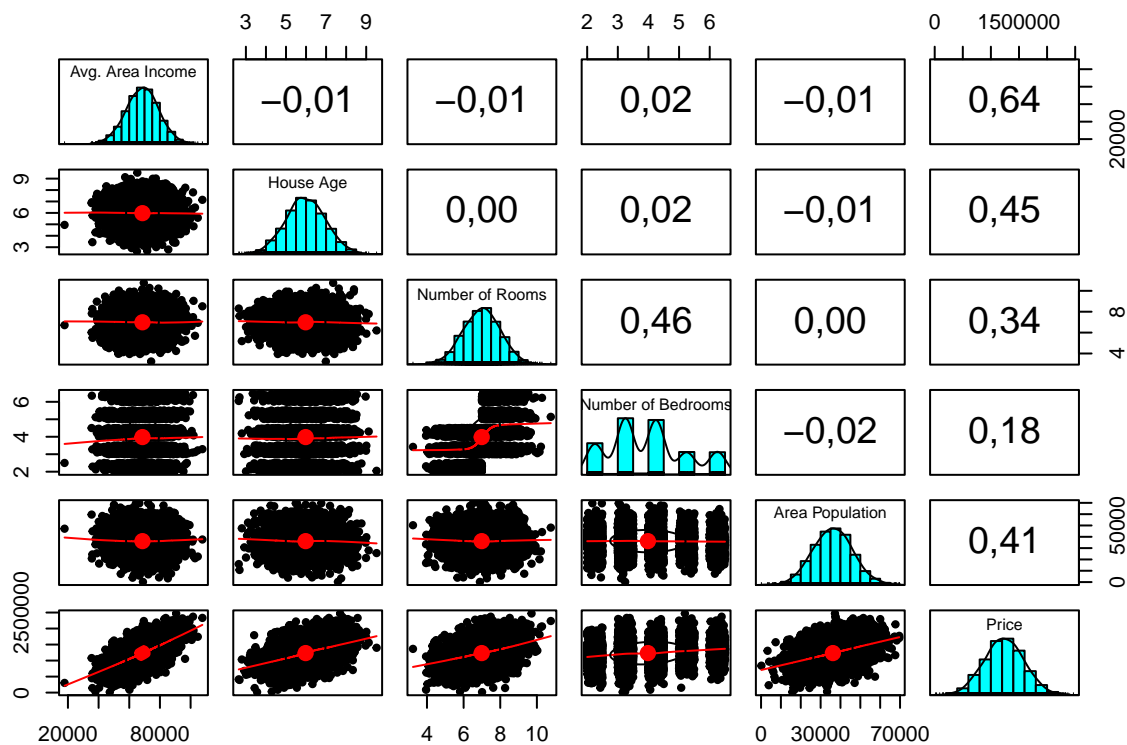 3 5 6 7 9
2 3 4 5 6
0 1500000
Avg. Area Income
−0,01
−0,01
0,02
−0,01
0,64
20000
3 6 9
House Age
0,00
0,02
−0,01
0,45
Number of Rooms
0,46
0,00
0,34
4 8
2 4 6
Number of Bedrooms
−0,02
0,18
Area Population
0,41
0 50000
0 2500000
Price
20000 80000
4 6 8 10
0 30000 70000